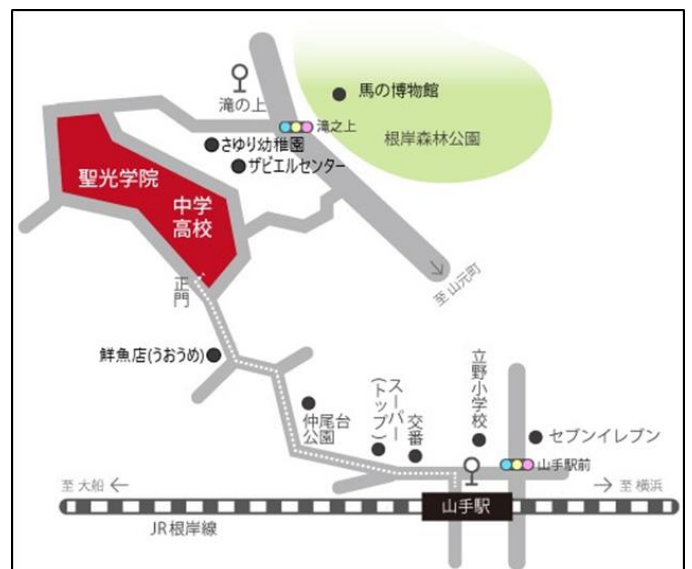 馬の博物館
滝の上
滝之上
根岸森林公園
さゆり幼稚園
ザビエルセンター
聖光学院
中学
高校
至 山元町
正門
鮮魚店(うおうめ)
仲尾台
公園
スーパー
(トップ)
交番
立野小学校
セブンイレブン
山手駅前
至 大船
至 横浜
山手駅
JR根岸線